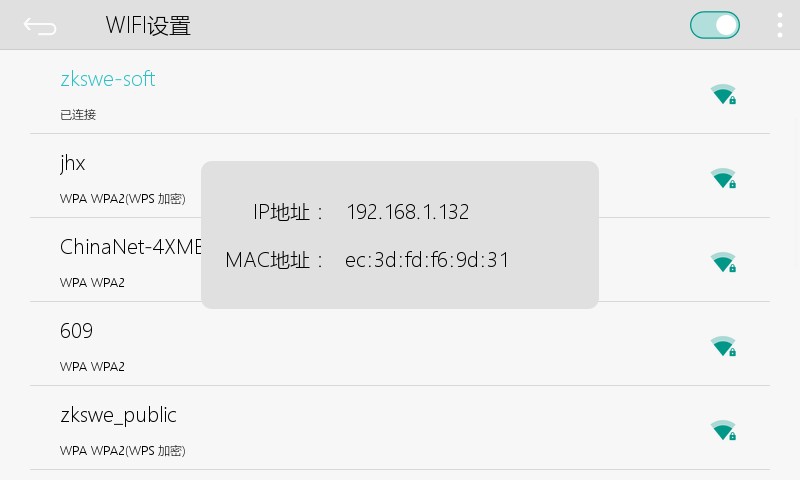 WIFI设置
zkswe-soft
已连接
jhx
WPA WPA2(WPS 加密)
IP地址： 192.168.1.132
ChinaNet-4XM
MAC地址： ec:3d:fd:f6:9d:31
WPA WPA2
609
WPA WPA2
zkswe_public
WPA WPA2(WPS 加密)